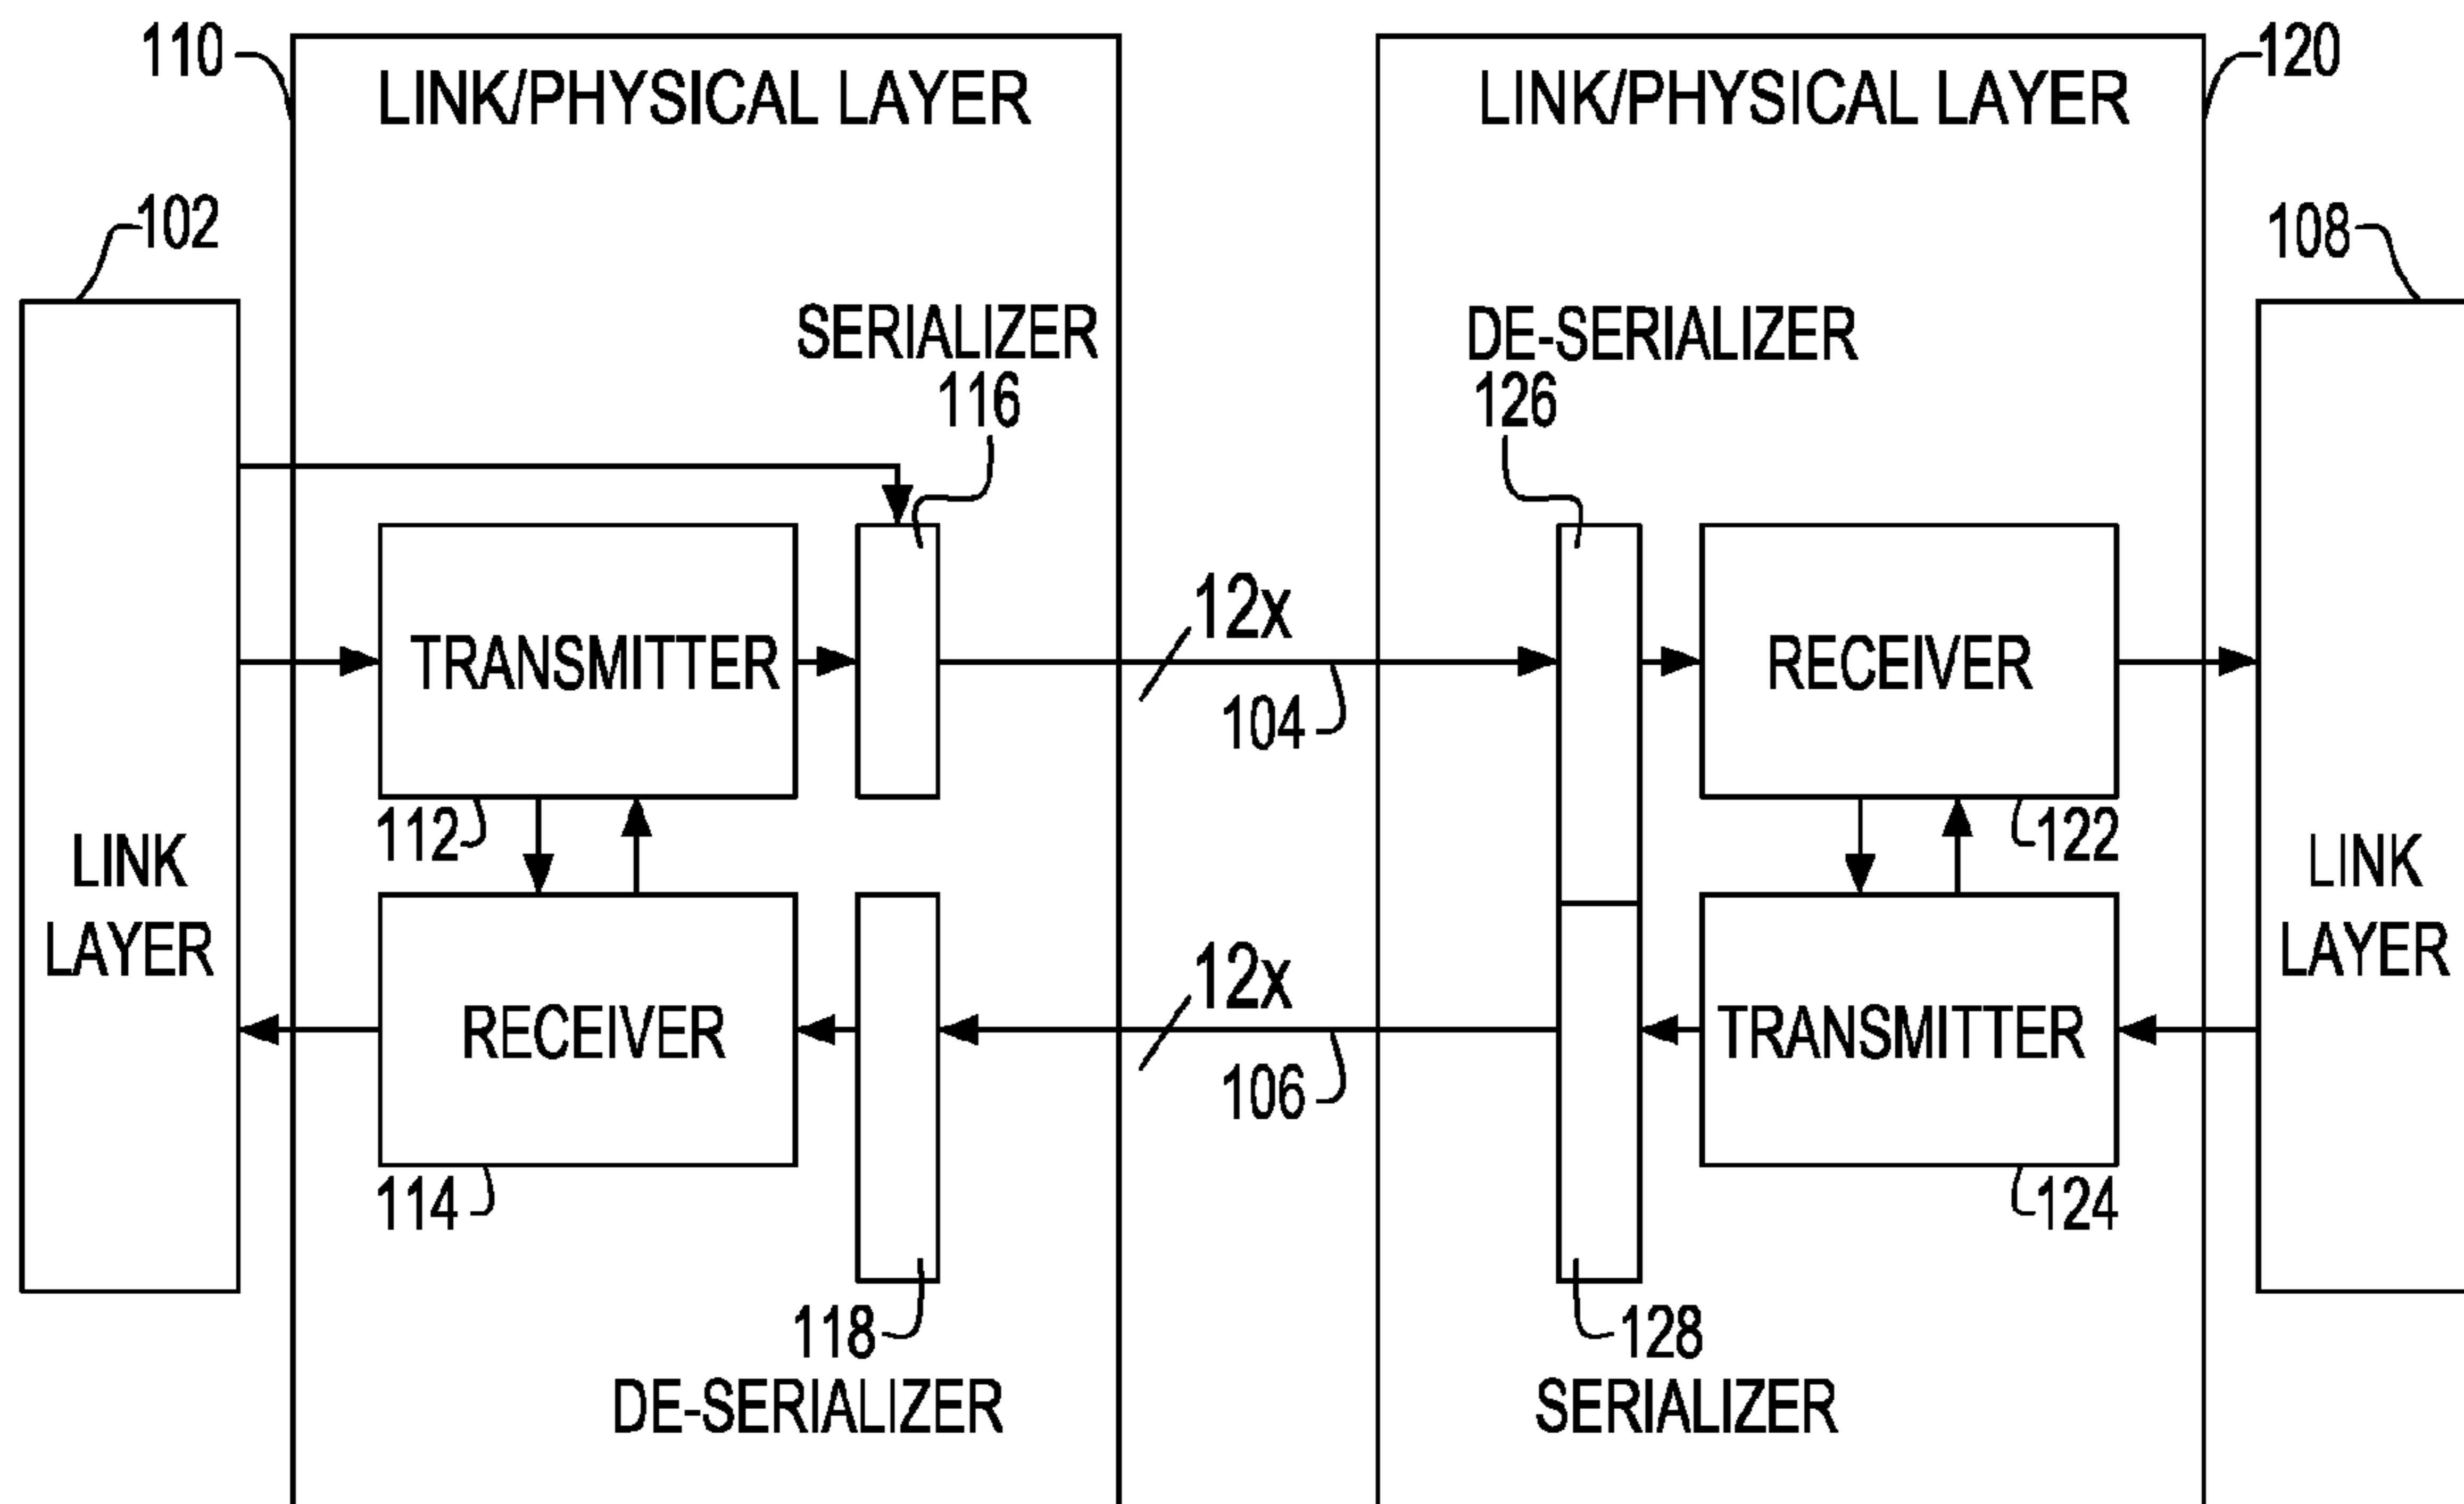 110
LINK/PHYSICAL LAYER
LINK/PHYSICAL LAYER
120
102
108
SERIALIZER
116
DE-SERIALIZER
126
TRANSMITTER
12x
104
RECEIVER
112
122
LINK
LAYER
LINK
LAYER
RECEIVER
12x
106
TRANSMITTER
114
124
118
DE-SERIALIZER
128
SERIALIZER